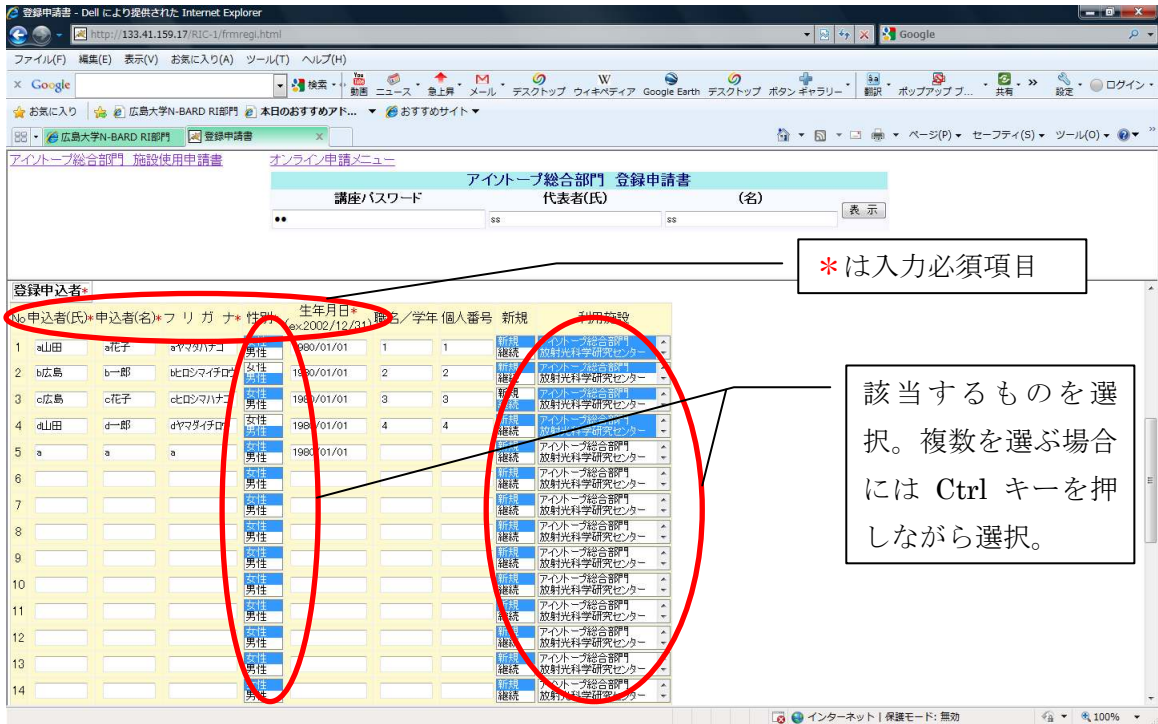 登録申請書 - Dell により提供された Internet Explorer
http://133.41.159.17/RIC-1/frmregi.html
Google
ファイル(F) 編集(E) 表示(V) お気に入り(A) ツール(T) ヘルプ(H)
x Google 検索 You Tube 動画 ニュース 急上昇 メール デスクトップ ウィキペディア Google Earth デスクトップ ボタン ギャラリー 翻訳 ポップアップ ブ... 共有 » 設定 ログイン
お気に入り 広島大学N-BARD RI部門 本日のおすすめアド... おすすめサイト
広島大学N-BARD RI部門 登録申請書 x ページ(P) セーフティ(S) ツール(O) »
アイソトープ総合部門 施設使用申請書 オンライン申請メニュー
アイソトープ総合部門 登録申請書
講座パスワード 代表者(氏) (名)
●● ss ss 表 示
*は入力必須項目
登録申込者*
No 申込者(氏)* 申込者(名)* フ リ ガ ナ* 性別 生年月日* 職名/学年 個人番号 新規 利用施設
(ex.2002/12/31)
1 a山田 a花子 aヤマダハナコ 男性 1980/01/01 1 1 新規 継続 アイソトープ総合部門 放射光科学研究センター
2 b広島 b一郎 bヒロシマイチロウ 女性 男性 1980/01/01 2 2 新規 継続 アイソトープ総合部門 放射光科学研究センター
3 c広島 c花子 cヒロシマハナコ 女性 男性 1980/01/01 3 3 新規 継続 アイソトープ総合部門 放射光科学研究センター
4 d山田 d一郎 dヤマダイチロウ 女性 男性 1980/01/01 4 4 新規 継続 アイソトープ総合部門 放射光科学研究センター
5 a a a 女性 男性 1980/01/01 新規 継続 アイソトープ総合部門 放射光科学研究センター
6 女性 男性 新規 継続 アイソトープ総合部門 放射光科学研究センター
7 女性 男性 新規 継続 アイソトープ総合部門 放射光科学研究センター
8 女性 男性 新規 継続 アイソトープ総合部門 放射光科学研究センター
9 女性 男性 新規 継続 アイソトープ総合部門 放射光科学研究センター
10 女性 男性 新規 継続 アイソトープ総合部門 放射光科学研究センター
11 女性 男性 新規 継続 アイソトープ総合部門 放射光科学研究センター
12 女性 男性 新規 継続 アイソトープ総合部門 放射光科学研究センター
13 女性 男性 新規 継続 アイソトープ総合部門 放射光科学研究センター
14 女性 男性 新規 継続 アイソトープ総合部門 放射光科学研究センター
該当するものを選
択。複数を選ぶ場合
には Ctrl キーを押
しながら選択。
インターネット | 保護モード: 無効 100%